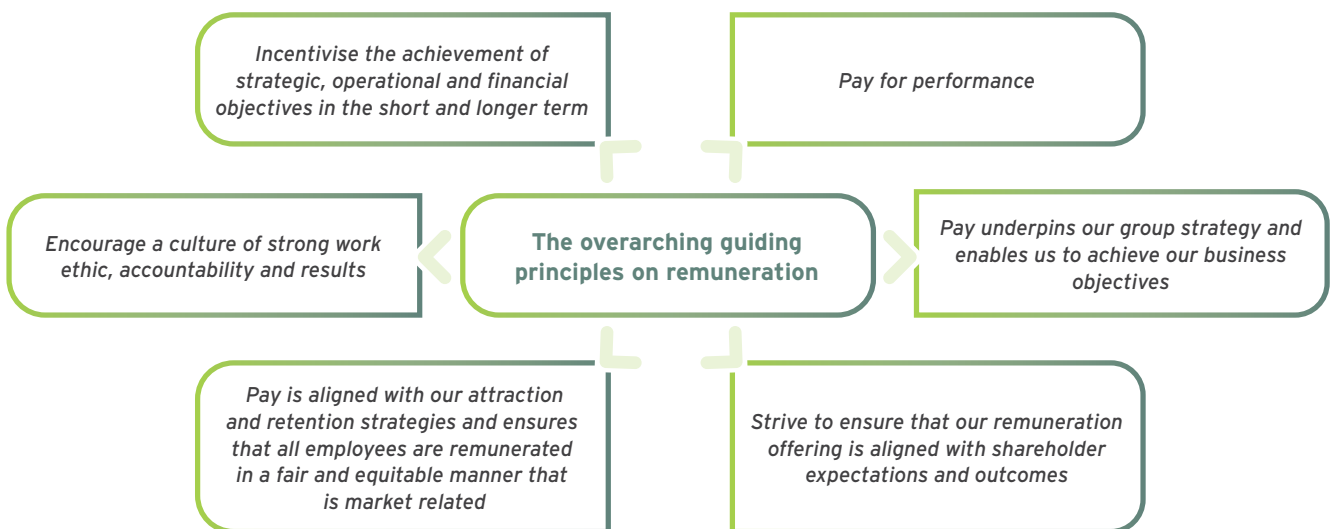 Incentivise the achievement of
strategic, operational and financial
objectives in the short and longer term
Pay for performance
Encourage a culture of strong work
ethic, accountability and results
The overarching guiding
principles on remuneration
Pay underpins our group strategy and
enables us to achieve our business
objectives
Pay is aligned with our attraction
and retention strategies and ensures
that all employees are remunerated
in a fair and equitable manner that
is market related
Strive to ensure that our remuneration
offering is aligned with shareholder
expectations and outcomes